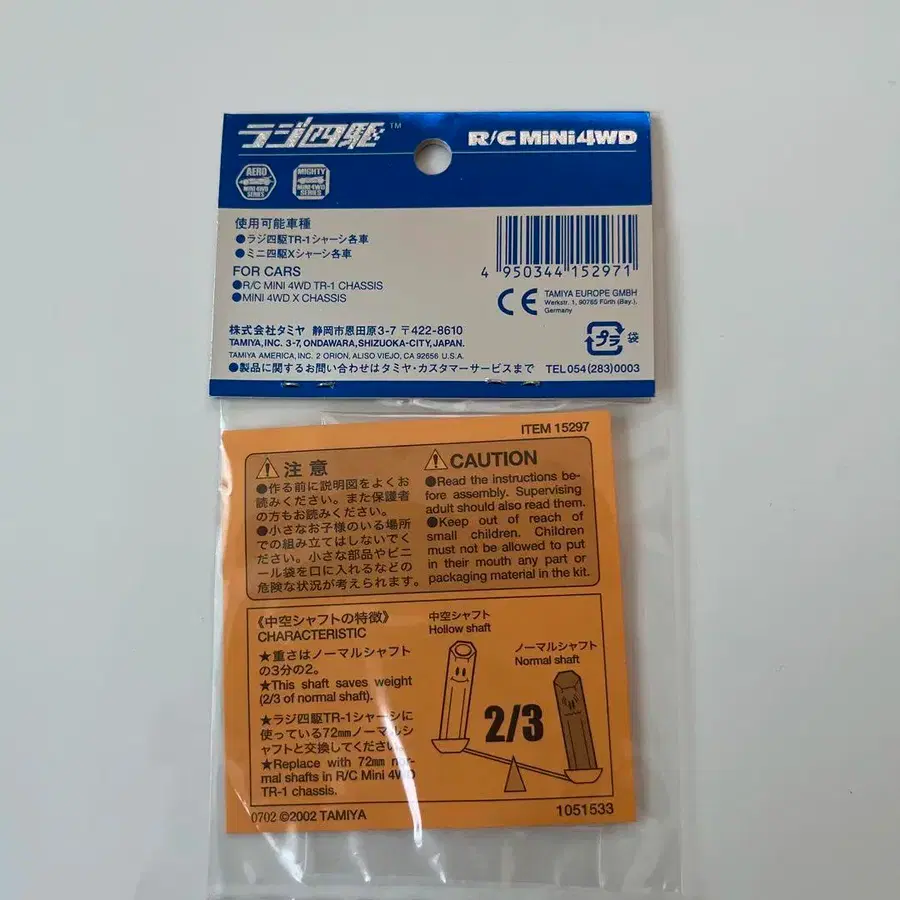 ラジ四駆™
R/C MiNi4WD
AERO
MINI 4WD
SERIES
MIGHTY
MINI 4WD
SERIES
使用可能車種
●ラジ四駆TR-1シャーシ各車
●ミニ四駆Xシャーシ各車
FOR CARS
●R/C MINI 4WD TR-1 CHASSIS
●MINI 4WD X CHASSIS
4 950344 152971
CE
TAMIYA EUROPE GMBH
Werkstr. 1, 90765 Fürth (Bay.),
Germany
プラ
袋
株式会社タミヤ 静岡市恩田原3-7 〒422-8610
TAMIYA, INC. 3-7, ONDAWARA, SHIZUOKA-CITY, JAPAN.
TAMIYA AMERICA, INC. 2 ORION, ALISO VIEJO, CA 92656 U.S.A.
●製品に関するお問い合わせはタミヤ・カスタマーサービスまで TEL054(283)0003
ITEM 15297
注意
●作る前に説明図をよくお
読みください。また保護者
の方もお読みください。
●小さなお子様のいる場所
での組み立てはしないでく
ださい。小さな部品やビニ
ール袋を口に入れるなどの
危険な状況が考えられます。
CAUTION
●Read the instructions be-
fore assembly. Supervising
adult should also read them.
●Keep out of reach of
small children. Children
must not be allowed to put
in their mouth any part or
packaging material in the kit.
《中空シャフトの特徴》
CHARACTERISTIC
★重さはノーマルシャフト
の3分の2。
★This shaft saves weight
(2/3 of normal shaft).
★ラジ四駆TR-1シャーシに
使っている72mmノーマルシ
ャフトと交換してください。
★Replace with 72mm nor-
mal shafts in R/C Mini 4WD
TR-1 chassis.
中空シャフト
Hollow shaft
ノーマルシャフト
Normal shaft
2/3
0702 ©2002 TAMIYA
1051533